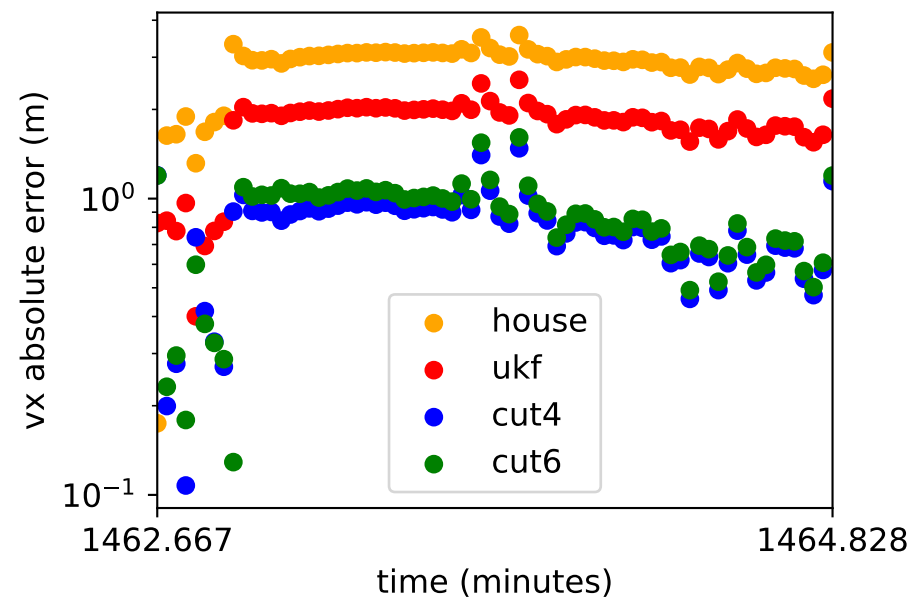 vx absolute error (m)
10⁰
10⁻¹
house
ukf
cut4
cut6
1462.667 1464.828
time (minutes)